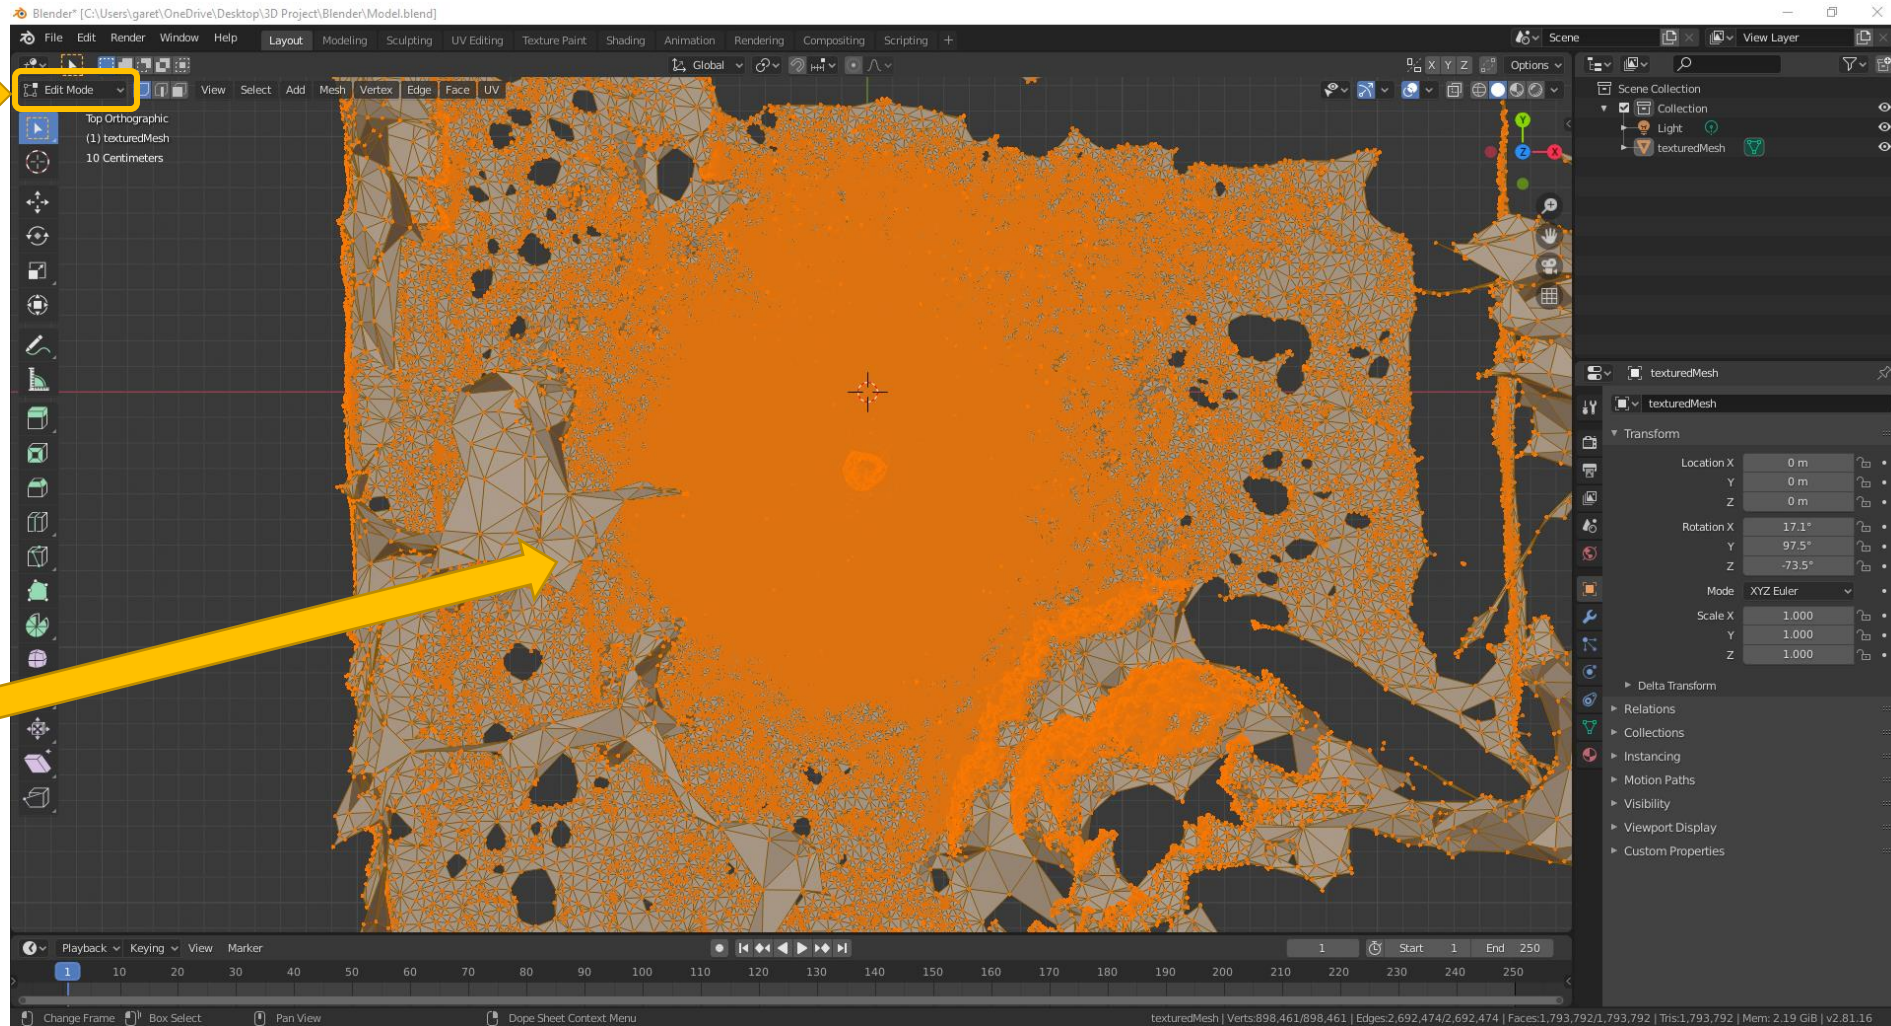 Blender* [C:\Users\garet\OneDrive\Desktop\3D Project\Blender\Model.blend]
File Edit Render Window Help Layout Modeling Sculpting UV Editing Texture Paint Shading Animation Rendering Compositing Scripting + Scene View Layer
Global X Y Z Options
Edit Mode View Select Add Mesh Vertex Edge Face UV
Top Orthographic
(1) texturedMesh
10 Centimeters
Y
Z
X
Scene Collection
Collection
Light
texturedMesh
texturedMesh
texturedMesh
Transform
Location X 0 m
Y 0 m
Z 0 m
Rotation X 17.1°
Y 97.5°
Z -73.5°
Mode XYZ Euler
Scale X 1.000
Y 1.000
Z 1.000
Delta Transform
Relations
Collections
Instancing
Motion Paths
Visibility
Viewport Display
Custom Properties
Playback Keying View Marker 1 Start 1 End 250
1 10 20 30 40 50 60 70 80 90 100 110 120 130 140 150 160 170 180 190 200 210 220 230 240 250
Change Frame Box Select Pan View Dope Sheet Context Menu texturedMesh | Verts:898,461/898,461 | Edges:2,692,474/2,692,474 | Faces:1,793,792/1,793,792 | Tris:1,793,792 | Mem: 2.19 GiB | v2.81.16